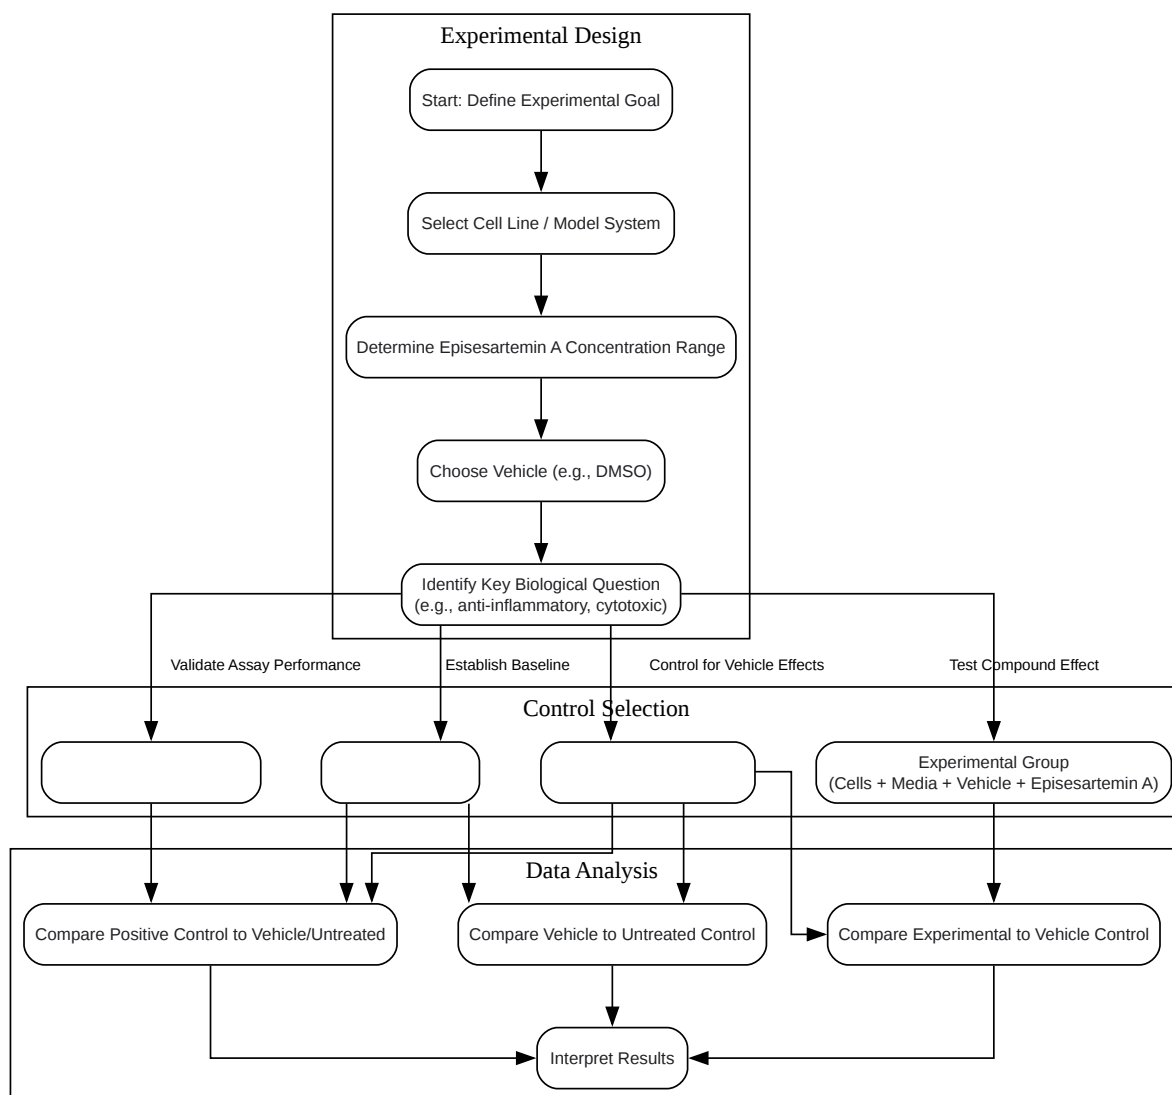 Experimental Design
Start: Define Experimental Goal
Select Cell Line / Model System
Determine Episesartemin A Concentration Range
Choose Vehicle (e.g., DMSO)
Identify Key Biological Question
(e.g., anti-inflammatory, cytotoxic)
Validate Assay Performance
Establish Baseline
Control for Vehicle Effects
Test Compound Effect
Control Selection
Experimental Group
(Cells + Media + Vehicle + Episesartemin A)
Data Analysis
Compare Positive Control to Vehicle/Untreated
Compare Vehicle to Untreated Control
Compare Experimental to Vehicle Control
Interpret Results